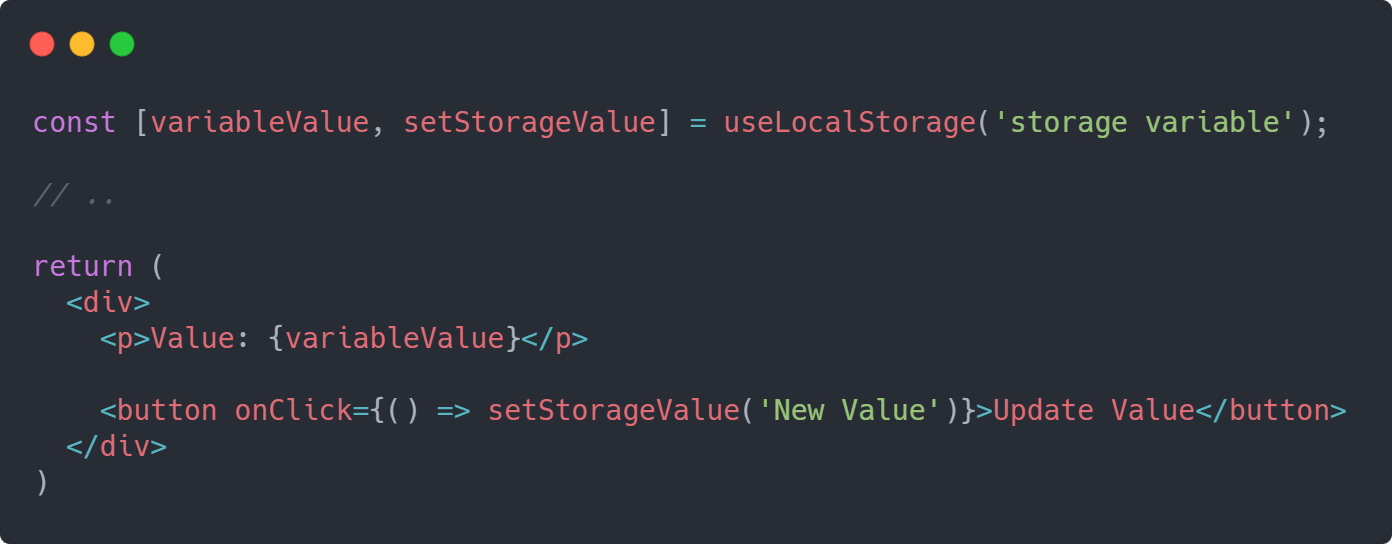 const [variableValue, setStorageValue] = useLocalStorage('storage variable');
// ..
return (
<div>
<p>Value: {variableValue}</p>
<button onClick={() => setStorageValue('New Value')}>Update Value</button>
</div>
)